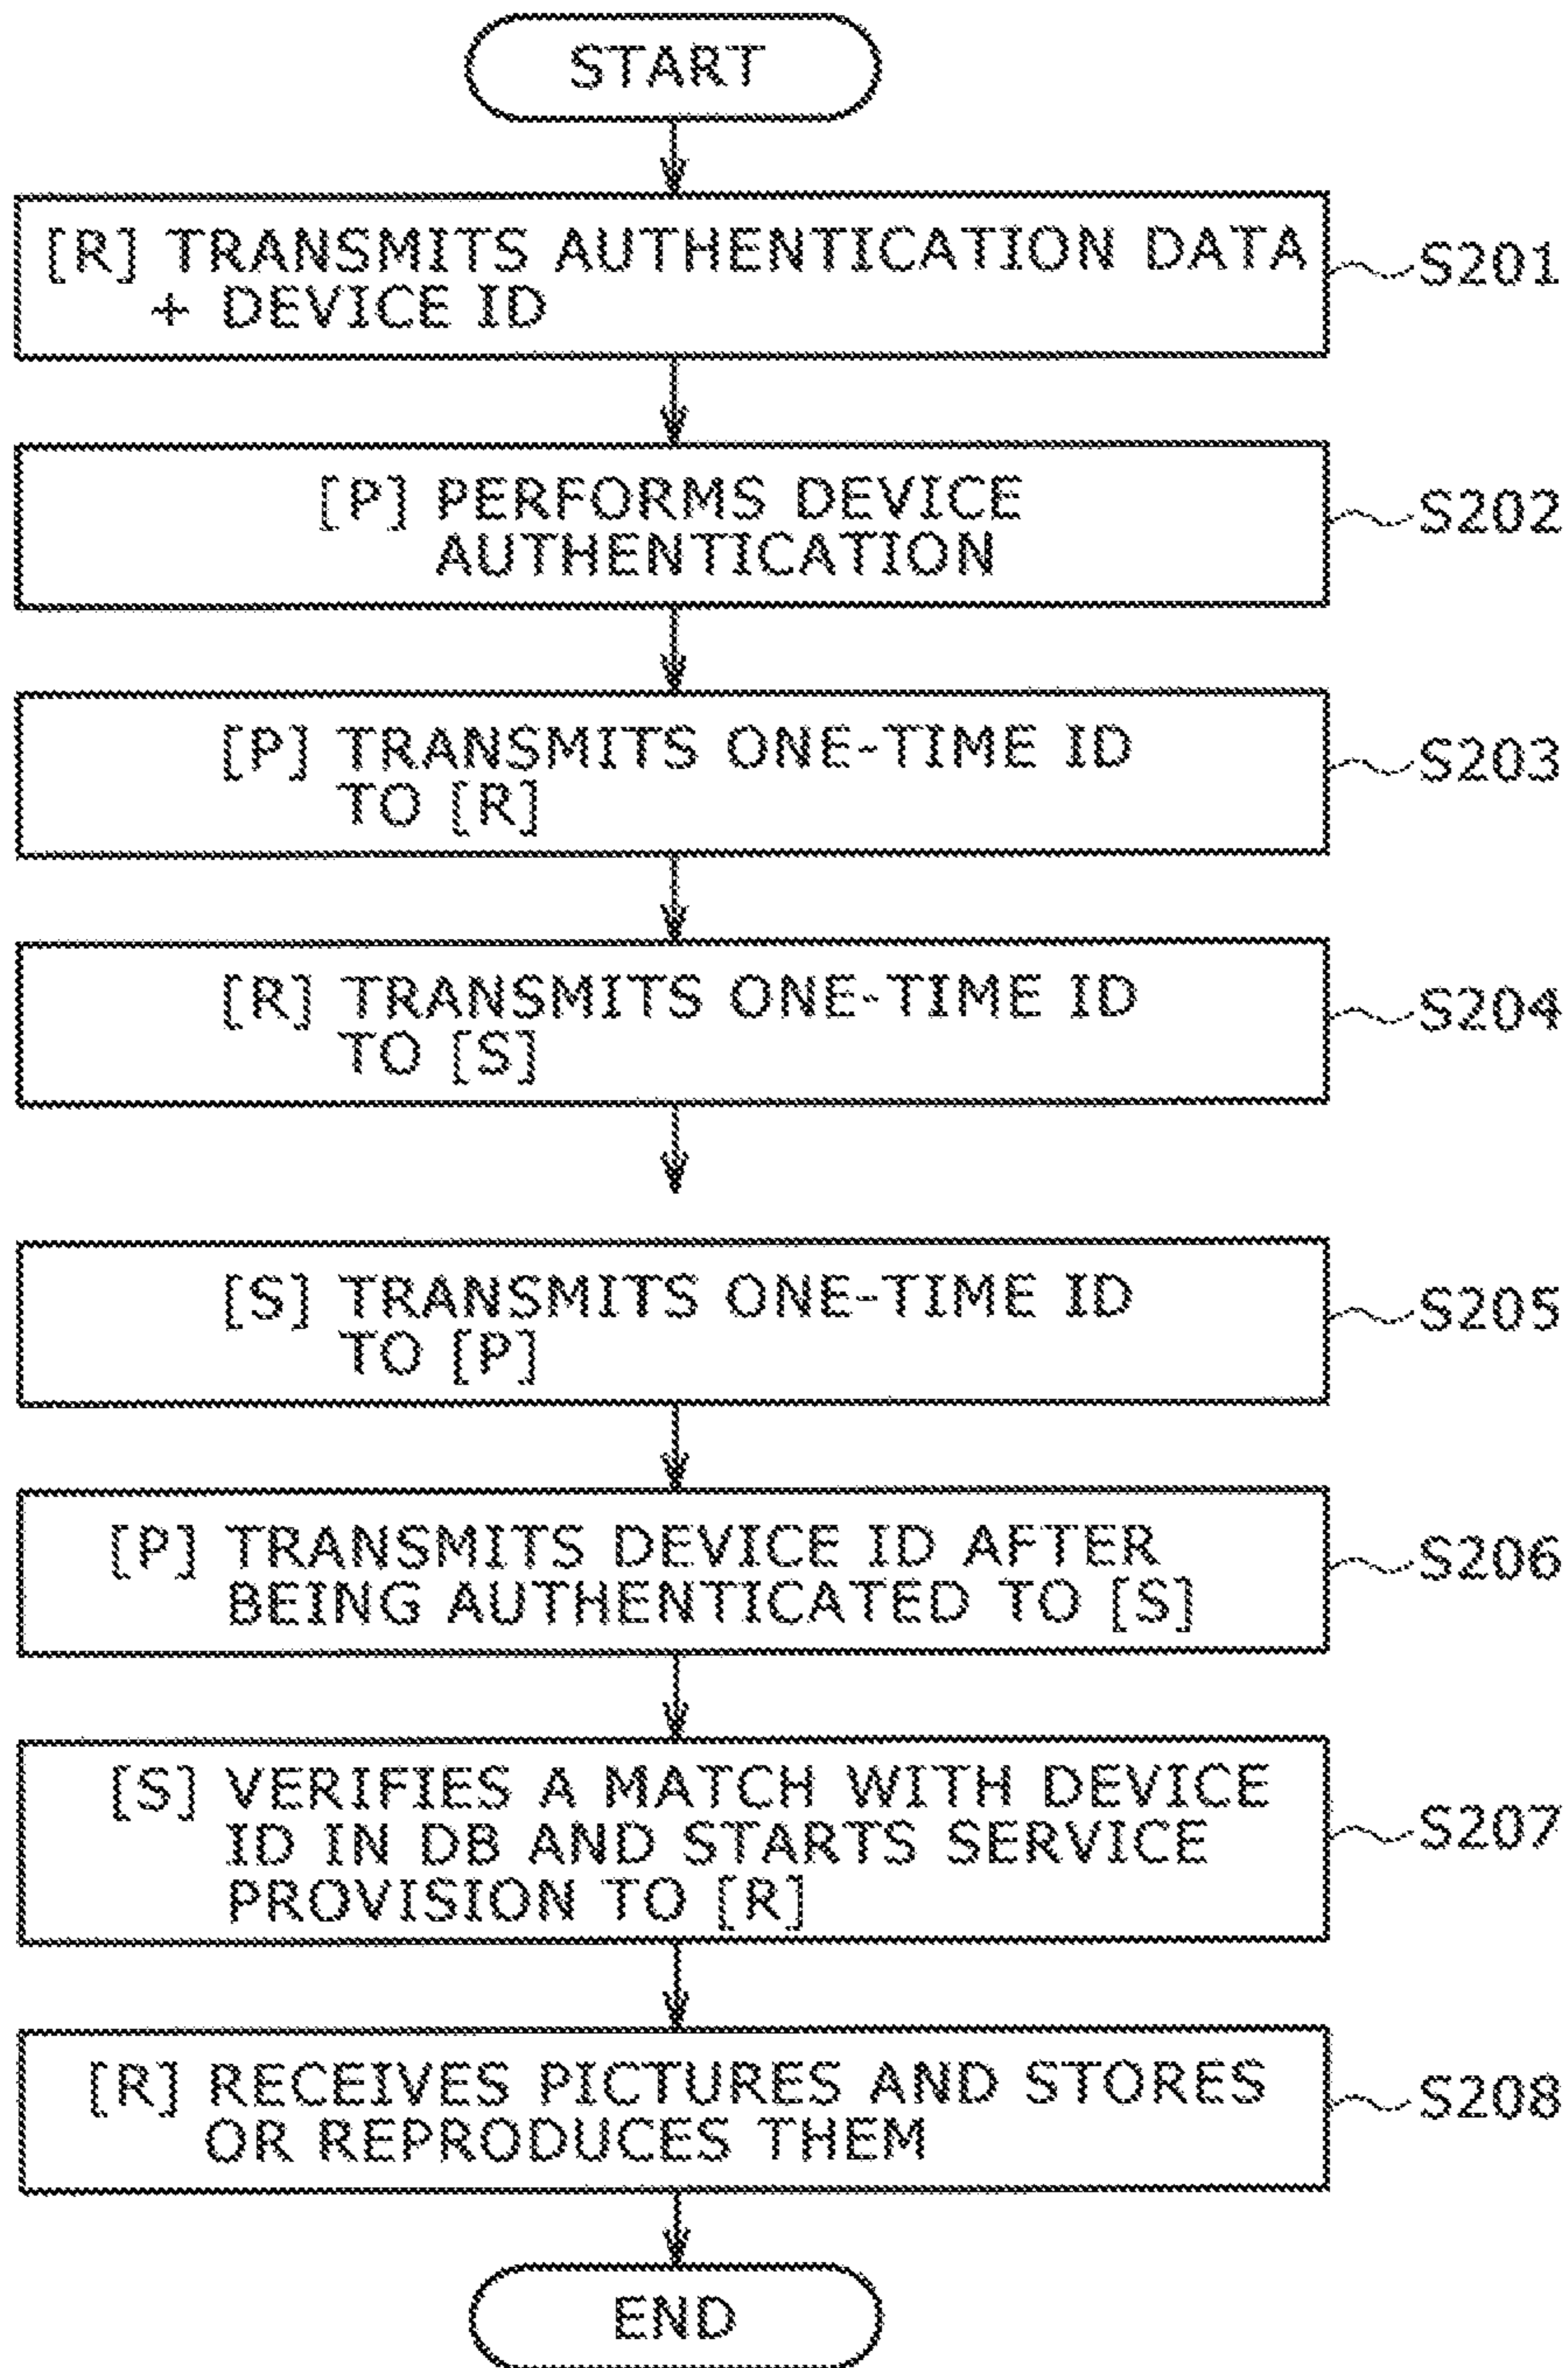 START
[R] TRANSMITS AUTHENTICATION DATA
+ DEVICE ID
S201
[P] PERFORMS DEVICE
AUTHENTICATION
S202
[P] TRANSMITS ONE-TIME ID
TO [R]
S203
[R] TRANSMITS ONE-TIME ID
TO [S]
S204
[S] TRANSMITS ONE-TIME ID
TO [P]
S205
[P] TRANSMITS DEVICE ID AFTER
BEING AUTHENTICATED TO [S]
S206
[S] VERIFIES A MATCH WITH DEVICE
ID IN DB AND STARTS SERVICE
PROVISION TO [R]
S207
[R] RECEIVES PICTURES AND STORES
OR REPRODUCES THEM
S208
END